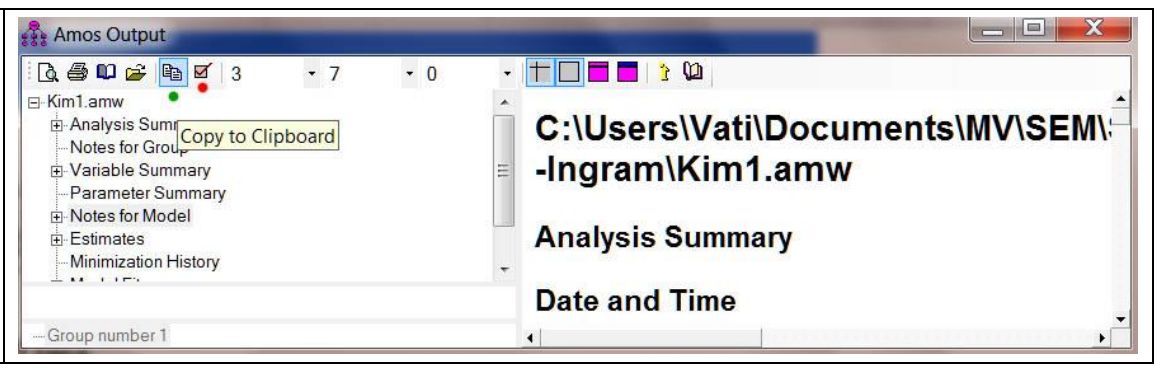 Amos Output
3 7 0
Kim1.amw
Analysis Summ
Copy to Clipboard
Notes for Group
Variable Summary
Parameter Summary
Notes for Model
Estimates
Minimization History
Group number 1
C:\Users\Vati\Documents\MV\SEM\
-Ingram\Kim1.amw
Analysis Summary
Date and Time